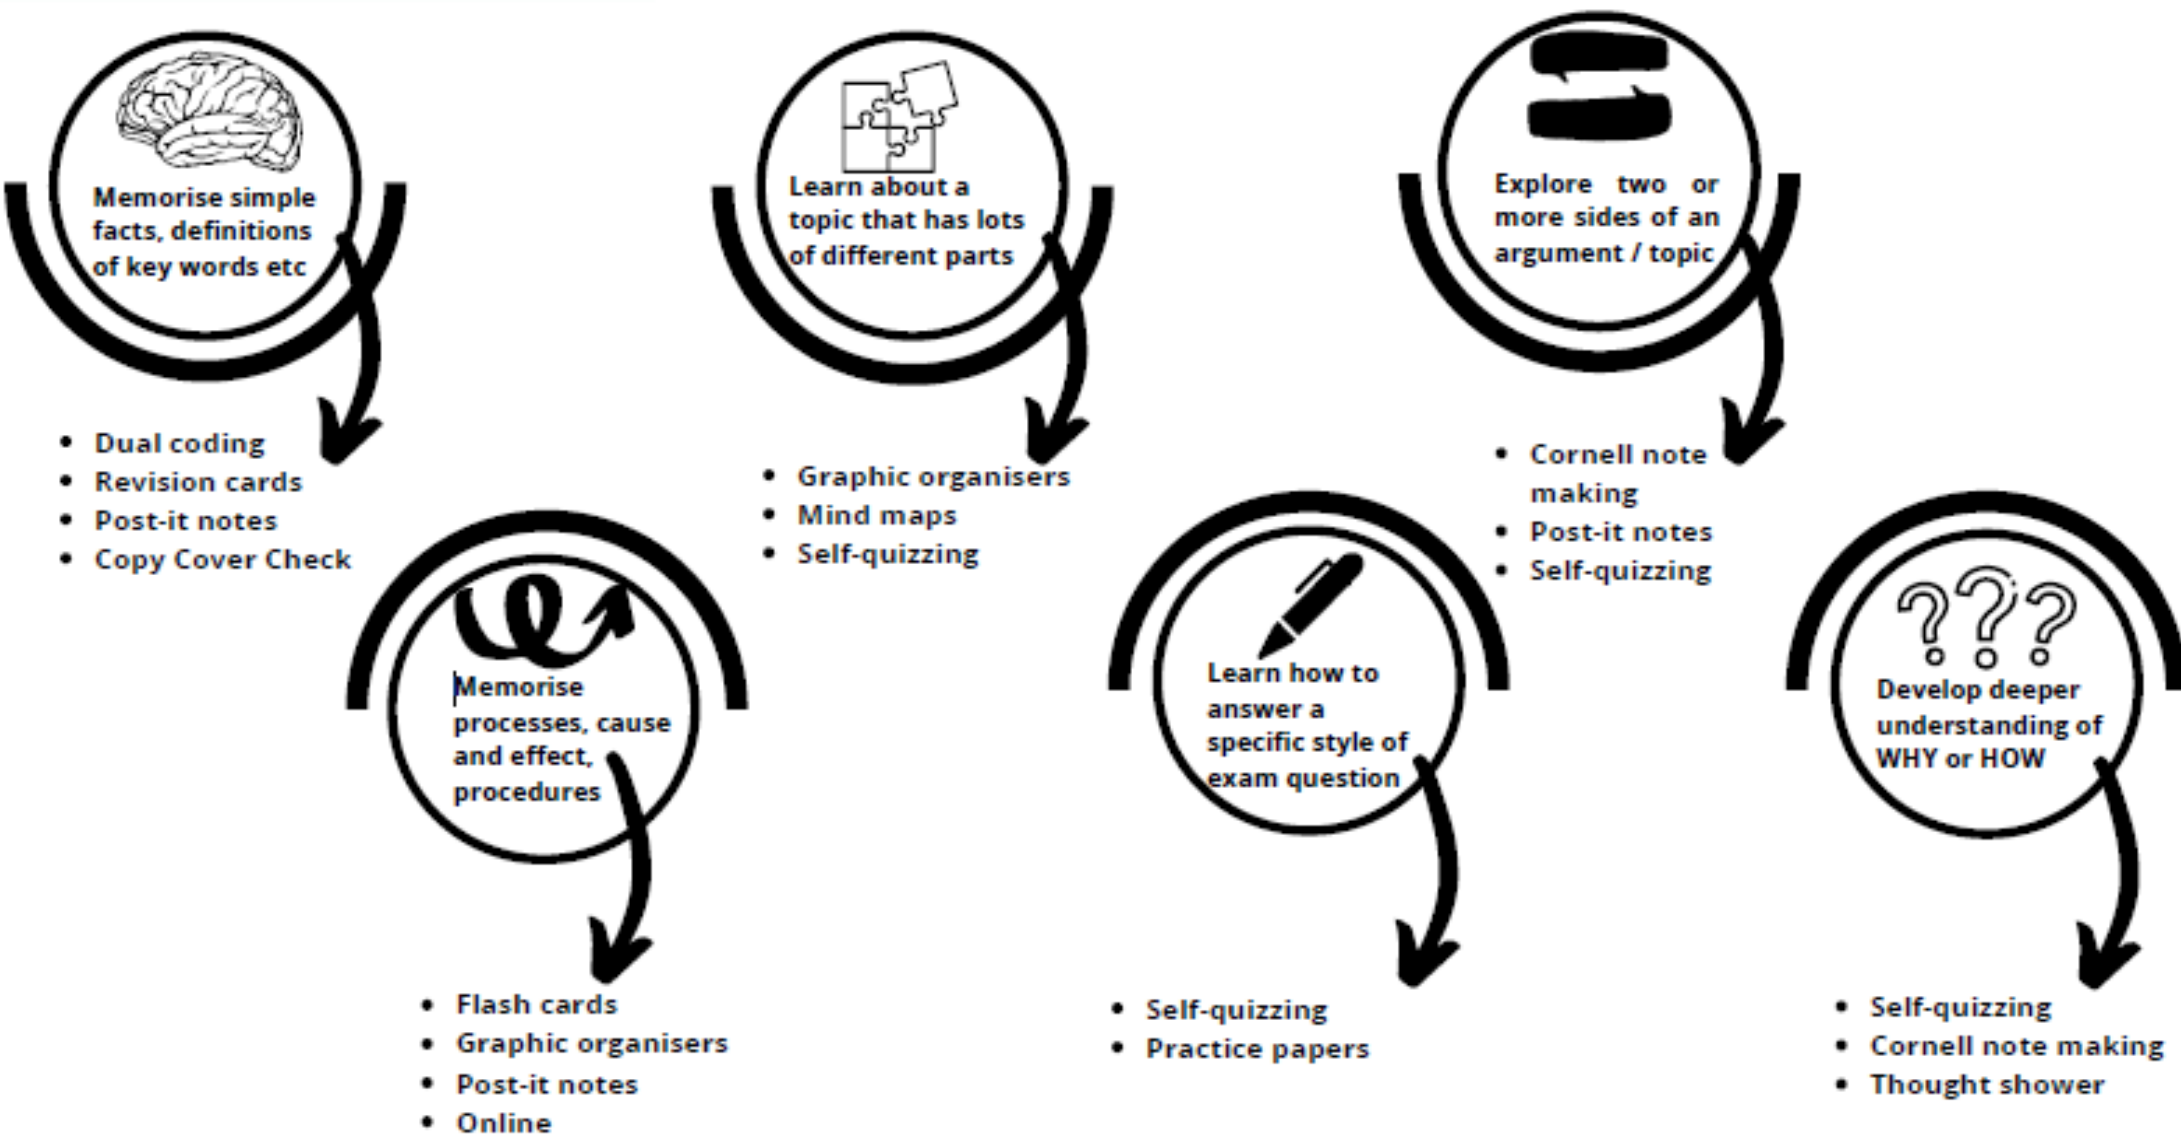 Memorise simple
facts, definitions
of key words etc
• Dual coding
• Revision cards
• Post-it notes
• Copy Cover Check
Memorise
processes, cause
and effect,
procedures
• Flash cards
• Graphic organisers
• Post-it notes
• Online
Learn about a
topic that has lots
of different parts
• Graphic organisers
• Mind maps
• Self-quizzing
Learn how to
answer a
specific style of
exam question
• Self-quizzing
• Practice papers
Explore two or
more sides of an
argument / topic
• Cornell note
making
• Post-it notes
• Self-quizzing
???
Develop deeper
understanding of
WHY or HOW
• Self-quizzing
• Cornell note making
• Thought shower